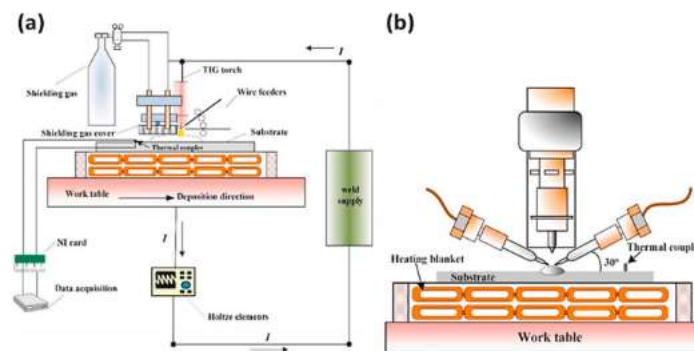 (a)
I
TIG torch
Shielding gas
Wire feeders
Shielding gas cover
Substrate
Thermal couples
Work table
Deposition direction
weld
supply
I
NI card
Data acquisition
Holtze elements
I
(b)
30°
Thermal coupl
Heating blanket
Substrate
Work table